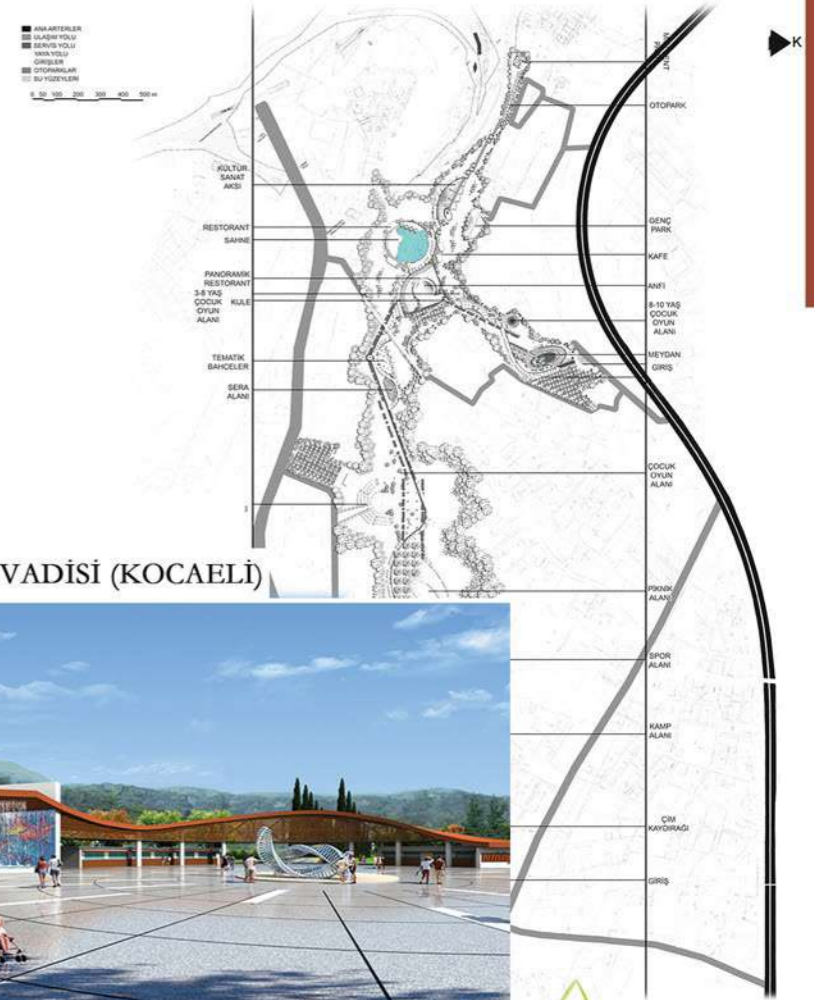 ANA ARTERLER
ULAŞIM YOLU
SERVİS YOLU
YAYA YOLU
GİRİŞLER
OTOPARKLAR
SU YÜZEYLERİ
0 50 100 200 300 400 500 m
K
OTOPARK
KÜLTÜR
SANAT
AKSI
RESTORANT
SAHNE
PANORAMİK
RESTORANT
3-8 YAŞ
ÇOCUK
OYUN
ALANI
KULE
TEMATİK
BAHÇELER
SERA
ALANI
GENÇ
PARK
KAFE
ANFİ
8-10 YAŞ
ÇOCUK
OYUN
ALANI
MEYDAN
GİRİŞ
ÇOCUK
OYUN
ALANI
PİKNİK
ALANI
SPOR
ALANI
KAMP
ALANI
ÇİM
KAYDIRAĞI
GİRİŞ
VADİSİ (KOCAELİ)